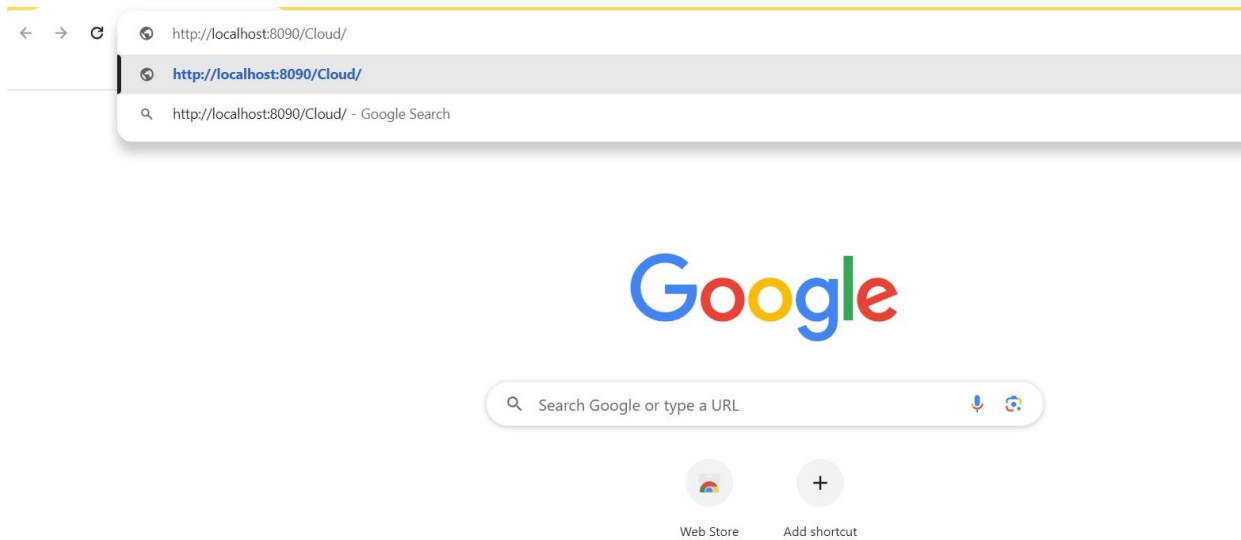 http://localhost:8090/Cloud/
http://localhost:8090/Cloud/
http://localhost:8090/Cloud/ - Google Search
Google
Search Google or type a URL
Web Store
Add shortcut